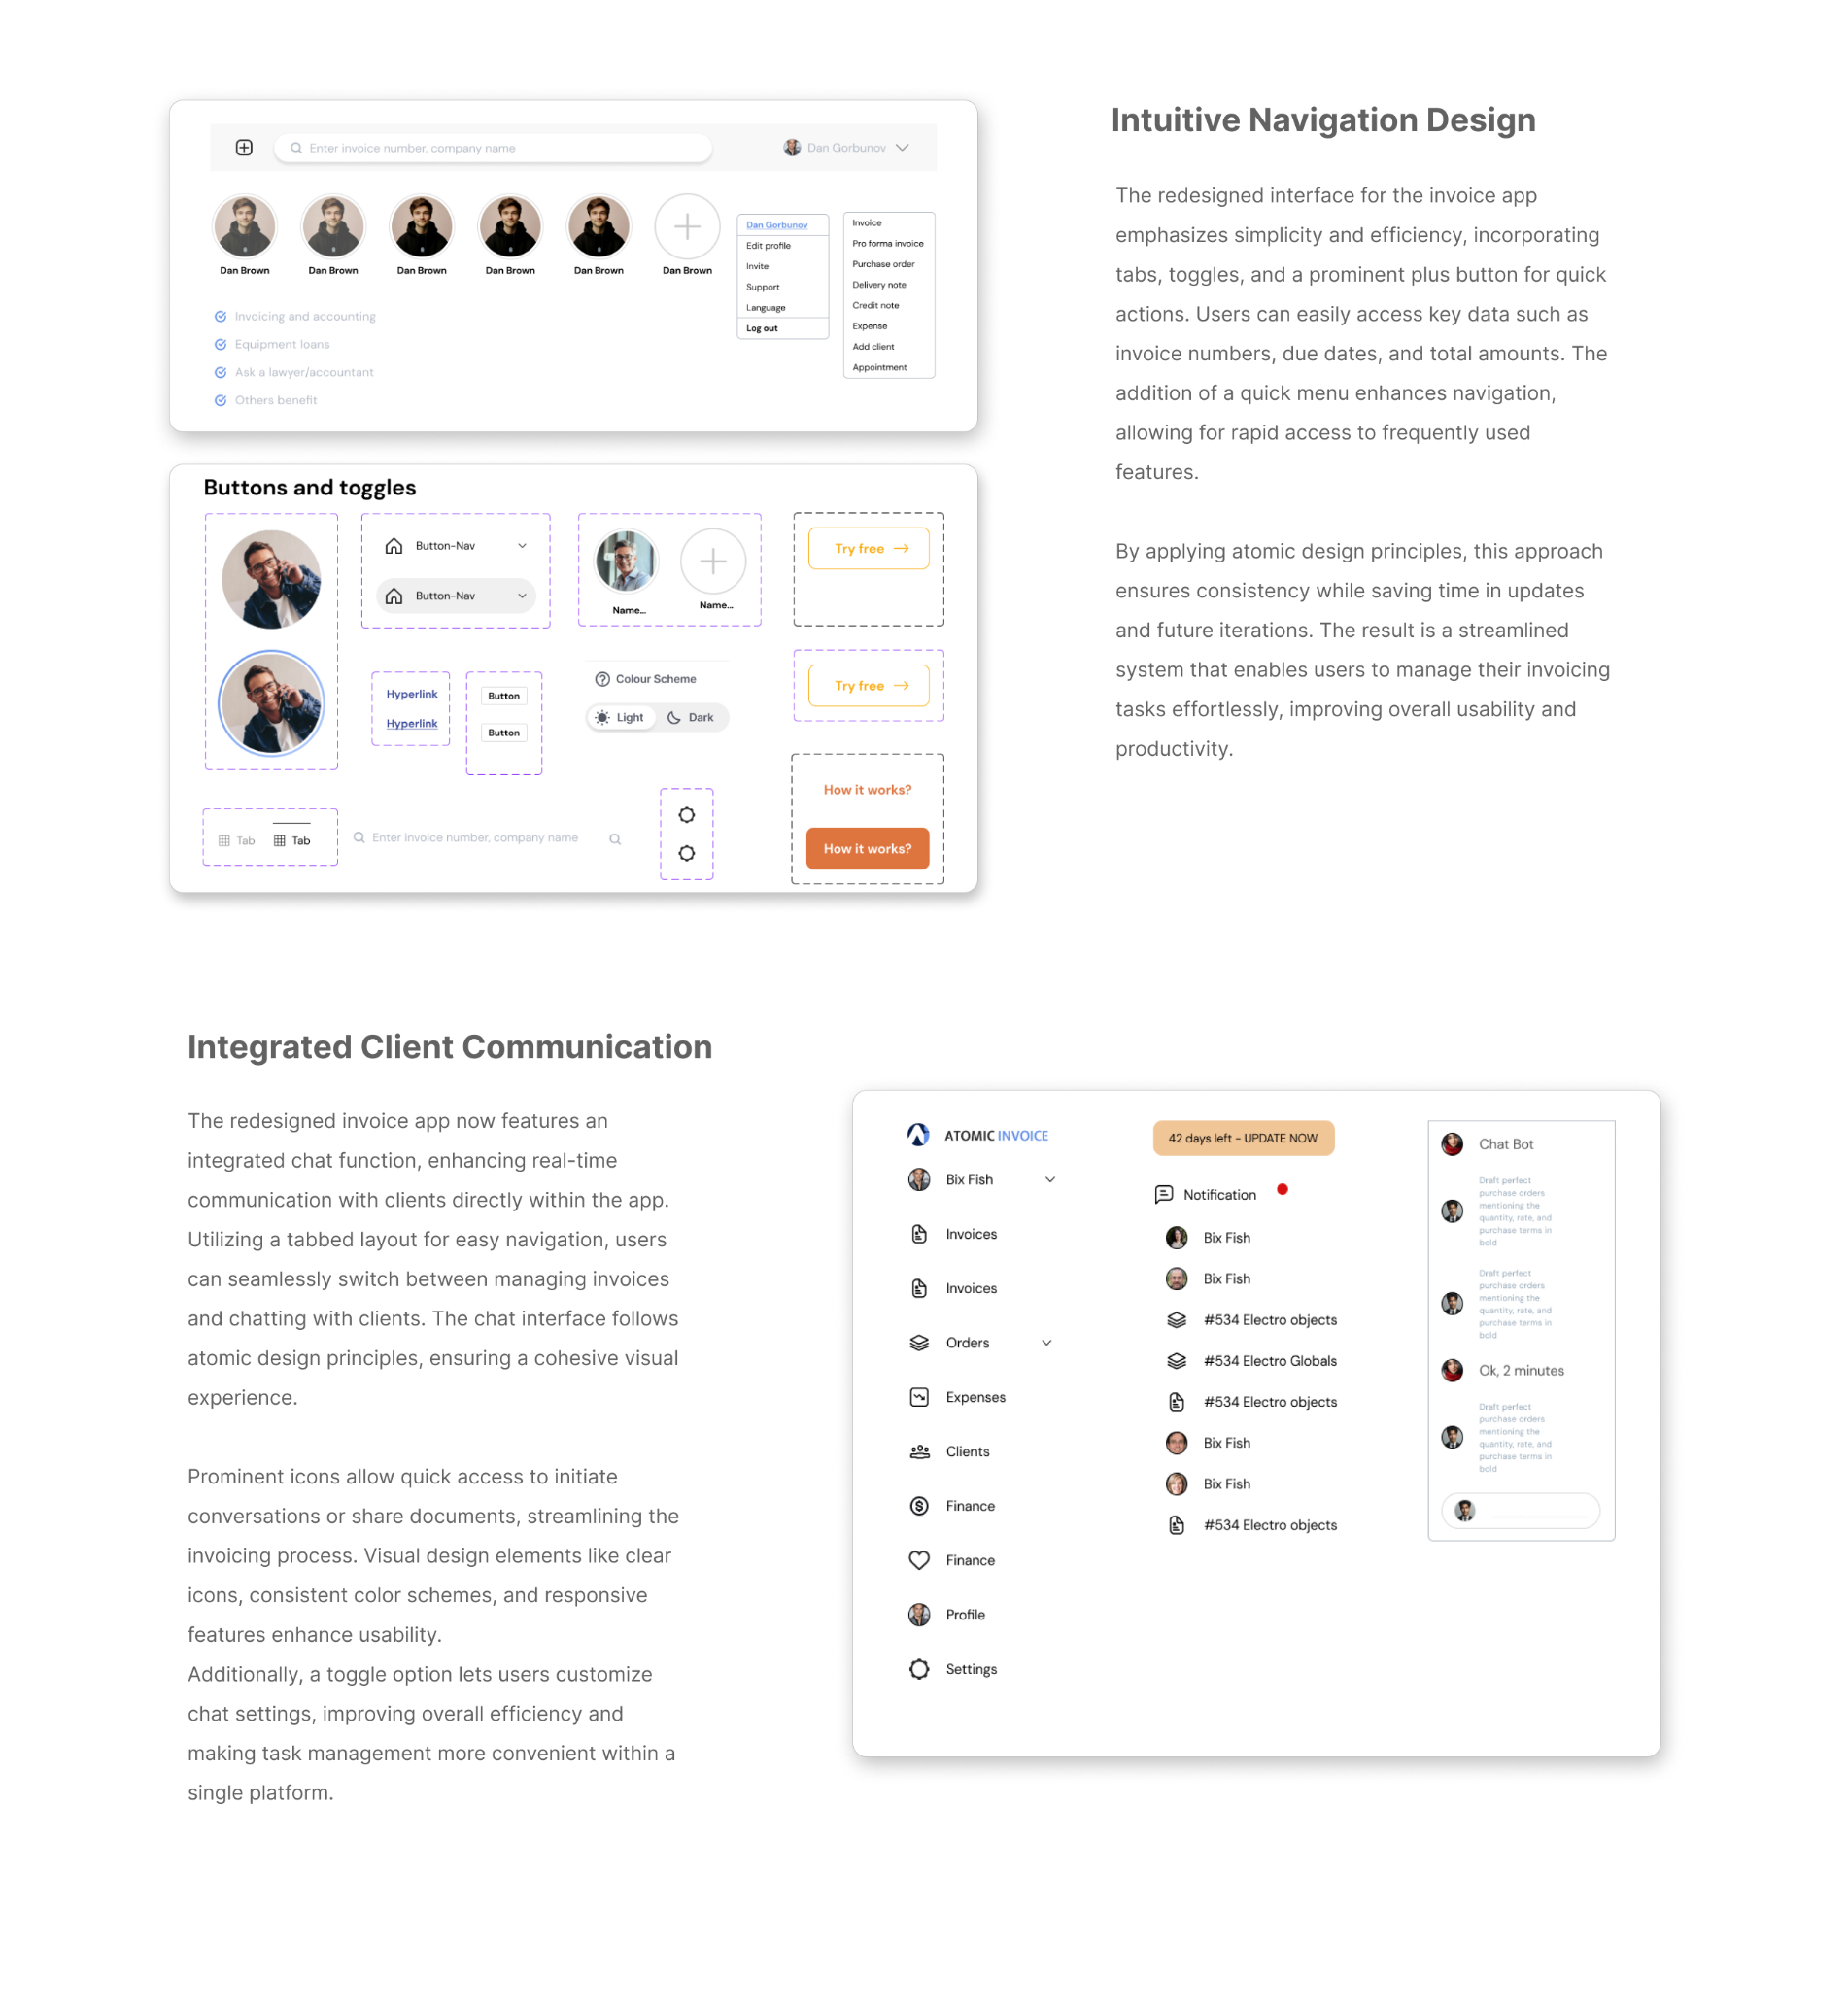 Enter invoice number, company name
Dan Gorbunov
Dan Brown
Dan Brown
Dan Brown
Dan Brown
Dan Brown
Dan Brown
Dan Gorbunov
Edit profile
Invite
Support
Language
Log out
Invoice
Pro forma invoice
Purchase order
Delivery note
Credit note
Expense
Add client
Appointment
Invoicing and accounting
Equipment loans
Ask a lawyer/accountant
Others benefit
Intuitive Navigation Design
The redesigned interface for the invoice app
emphasizes simplicity and efficiency, incorporating
tabs, toggles, and a prominent plus button for quick
actions. Users can easily access key data such as
invoice numbers, due dates, and total amounts. The
addition of a quick menu enhances navigation,
allowing for rapid access to frequently used
features.
By applying atomic design principles, this approach
ensures consistency while saving time in updates
and future iterations. The result is a streamlined
system that enables users to manage their invoicing
tasks effortlessly, improving overall usability and
productivity.
Buttons and toggles
Button-Nav
Button-Nav
Name...
Name...
Try free
Hyperlink
Hyperlink
Button
Button
Colour Scheme
Light
Dark
Try free
Tab
Tab
Enter invoice number, company name
How it works?
How it works?
Integrated Client Communication
The redesigned invoice app now features an
integrated chat function, enhancing real-time
communication with clients directly within the app.
Utilizing a tabbed layout for easy navigation, users
can seamlessly switch between managing invoices
and chatting with clients. The chat interface follows
atomic design principles, ensuring a cohesive visual
experience.
Prominent icons allow quick access to initiate
conversations or share documents, streamlining the
invoicing process. Visual design elements like clear
icons, consistent color schemes, and responsive
features enhance usability.
Additionally, a toggle option lets users customize
chat settings, improving overall efficiency and
making task management more convenient within a
single platform.
ATOMIC INVOICE
Bix Fish
Invoices
Invoices
Orders
Expenses
Clients
Finance
Finance
Profile
Settings
42 days left - UPDATE NOW
Notification
Bix Fish
Bix Fish
#534 Electro objects
#534 Electro Globals
#534 Electro objects
Bix Fish
Bix Fish
#534 Electro objects
Chat Bot
Draft perfect
purchase orders
mentioning the
quantity, rate, and
purchase terms in
bold
Draft perfect
purchase orders
mentioning the
quantity, rate, and
purchase terms in
bold
Ok, 2 minutes
Draft perfect
purchase orders
mentioning the
quantity, rate, and
purchase terms in
bold